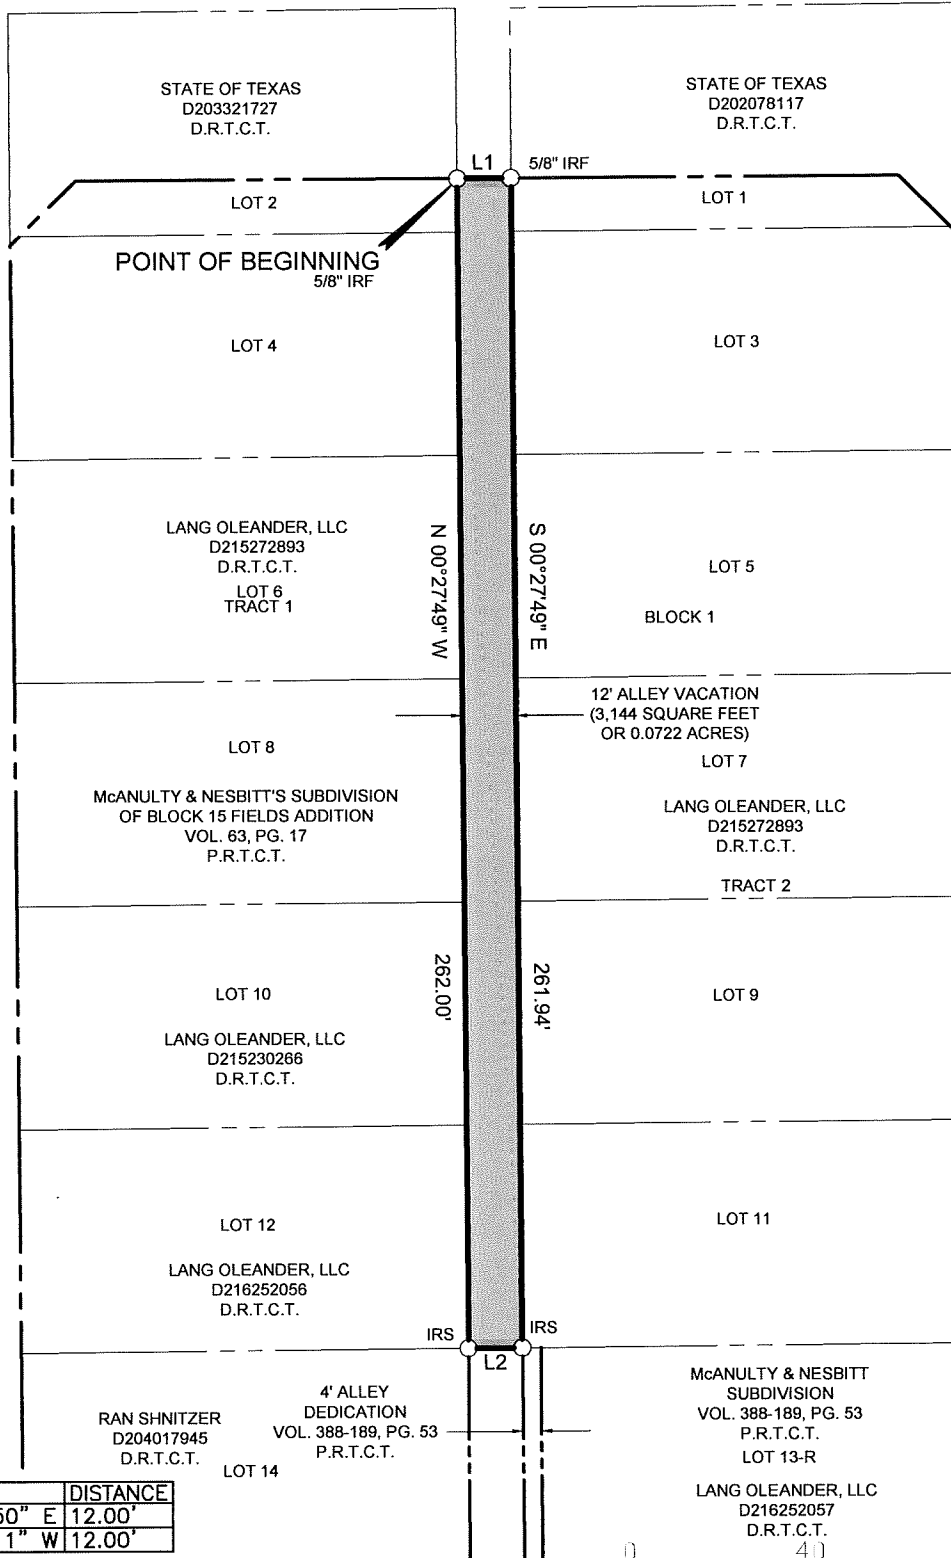 STATE OF TEXAS
D203321727
D.R.T.C.T.
STATE OF TEXAS
D202078117
D.R.T.C.T.
L1
5/8" IRF
LOT 2
LOT 1
POINT OF BEGINNING
5/8" IRF
LOT 4
LOT 3
LANG OLEANDER, LLC
D215272893
D.R.T.C.T.
LOT 6
TRACT 1
N 00°27'49" W
S 00°27'49" E
LOT 5
BLOCK 1
12' ALLEY VACATION
(3,144 SQUARE FEET
OR 0.0722 ACRES)
LOT 7
LOT 8
McANULTY & NESBITT'S SUBDIVISION
OF BLOCK 15 FIELDS ADDITION
VOL. 63, PG. 17
P.R.T.C.T.
LANG OLEANDER, LLC
D215272893
D.R.T.C.T.
TRACT 2
262.00'
261.94'
LOT 10
LOT 9
LANG OLEANDER, LLC
D215230266
D.R.T.C.T.
LOT 12
LOT 11
LANG OLEANDER, LLC
D216252056
D.R.T.C.T.
IRS
IRS
L2
4' ALLEY
DEDICATION
VOL. 388-189, PG. 53
P.R.T.C.T.
RAN SHNITZER
D204017945
D.R.T.C.T.
LOT 14
McANULTY & NESBITT
SUBDIVISION
VOL. 388-189, PG. 53
P.R.T.C.T.
LOT 13-R
LANG OLEANDER, LLC
D216252057
D.R.T.C.T.
DISTANCE
50" E 12.00'
1" W 12.00'
0 40